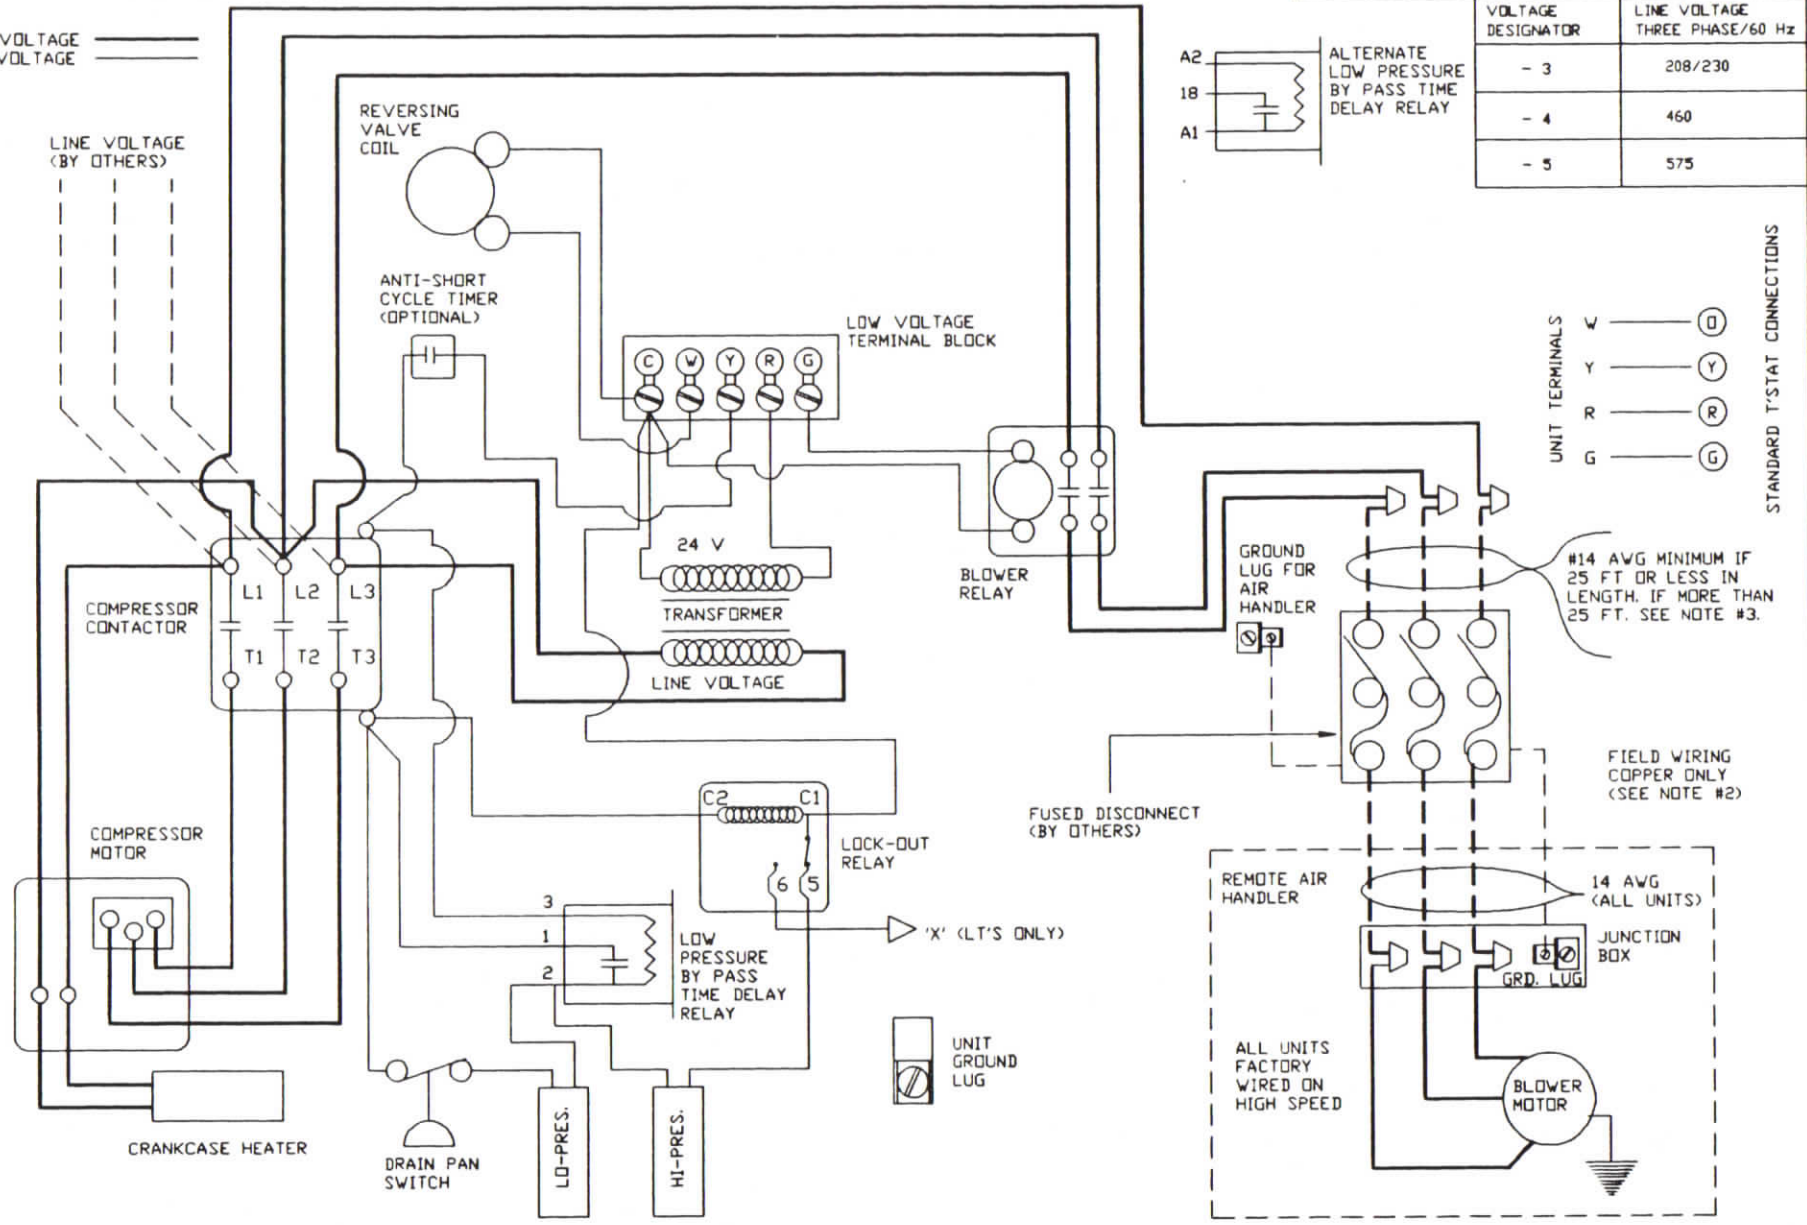 VOLTAGE
VOLTAGE
LINE VOLTAGE
(BY OTHERS)
REVERSING
VALVE
COIL
ANTI-SHORT
CYCLE TIMER
(OPTIONAL)
LOW VOLTAGE
TERMINAL BLOCK
C W Y R G
A2
18
A1
ALTERNATE
LOW PRESSURE
BY PASS TIME
DELAY RELAY
VOLTAGE
DESIGNATOR
LINE VOLTAGE
THREE PHASE/60 Hz
- 3 208/230
- 4 460
- 5 575
UNIT TERMINALS
W O
Y Y
R R
G G
STANDARD T'STAT CONNECTIONS
COMPRESSOR
CONTACTOR
L1 L2 L3
T1 T2 T3
24 V
TRANSFORMER
LINE VOLTAGE
BLOWER
RELAY
GROUND
LUG FOR
AIR
HANDLER
#14 AWG MINIMUM IF
25 FT OR LESS IN
LENGTH. IF MORE THAN
25 FT. SEE NOTE #3.
FUSED DISCONNECT
(BY OTHERS)
FIELD WIRING
COPPER ONLY
(SEE NOTE #2)
COMPRESSOR
MOTOR
C2 C1
6 5
LOCK-OUT
RELAY
'X' (LT'S ONLY)
3
1
2
LOW
PRESSURE
BY PASS
TIME DELAY
RELAY
REMOTE AIR
HANDLER
14 AWG
(ALL UNITS)
JUNCTION
BOX
GRD. LUG
UNIT
GROUND
LUG
ALL UNITS
FACTORY
WIRED ON
HIGH SPEED
BLOWER
MOTOR
CRANKCASE HEATER
DRAIN PAN
SWITCH
LO-PRES.
HI-PRES.